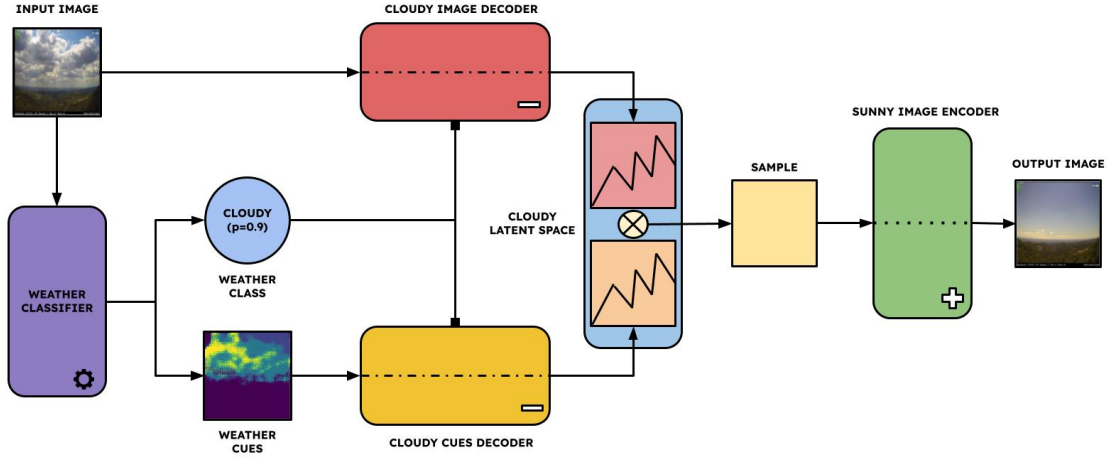 INPUT IMAGE
CLOUDY IMAGE DECODER
SUNNY IMAGE ENCODER
OUTPUT IMAGE
SAMPLE
CLOUDY
(p=0.9)
CLOUDY
LATENT SPACE
WEATHER
CLASS
WEATHER
CLASSIFIER
WEATHER
CUES
CLOUDY CUES DECODER